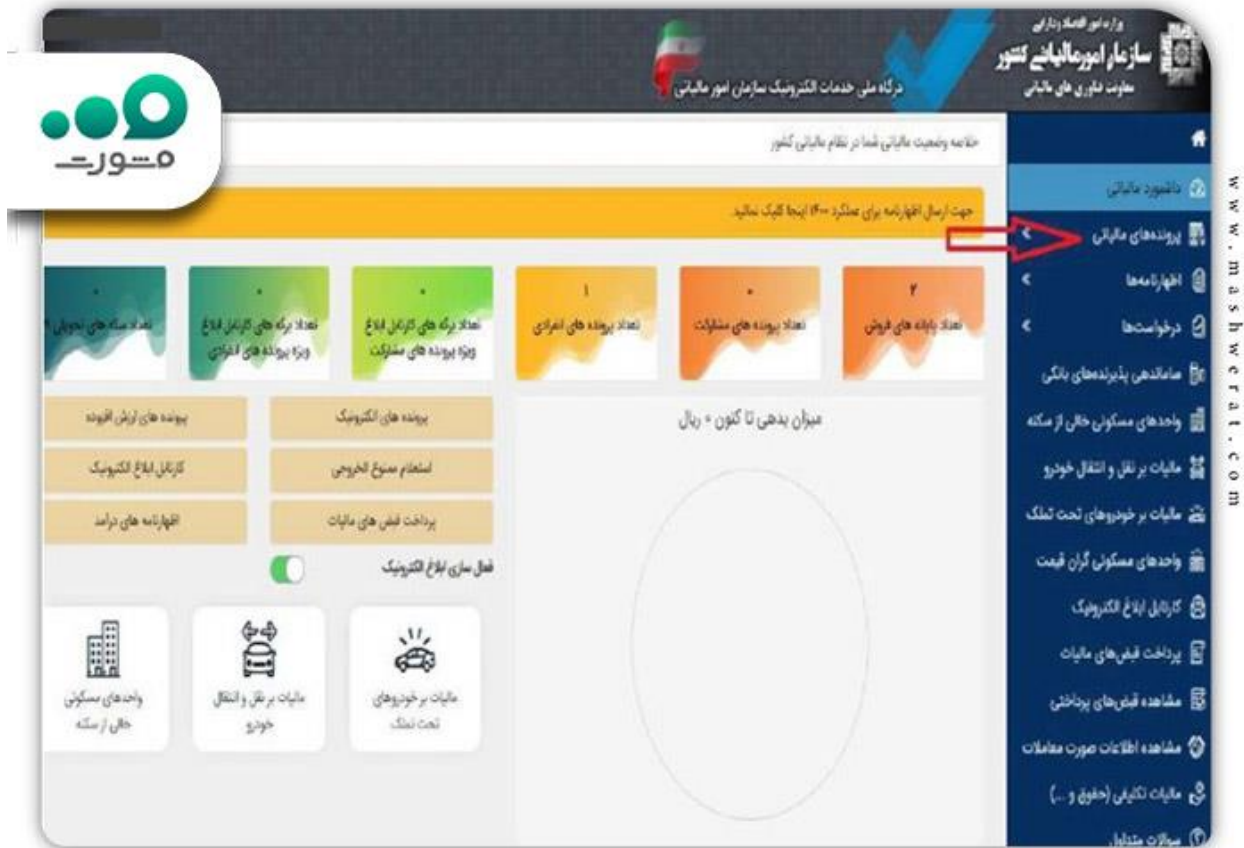 وزارت امور اقتصاد و دارایی
سازمان امور مالیاتی کشور
معاونت فناوری های مالیاتی
درگاه ملی خدمات الکترونیک سازمان امور مالیاتی
مشورت
داشبورد مالیاتی
پرونده‌های مالیاتی
اظهارنامه‌ها
درخواست‌ها
ساماندهی پذیرنده‌های بانکی
واحدهای مسکونی خالی از سکنه
مالیات بر نقل و انتقال خودرو
مالیات بر خودروهای تحت تملک
واحدهای مسکونی گران قیمت
کارتابل ابلاغ الکترونیک
پرداخت قبض‌های مالیات
مشاهده قبض‌های پرداختی
مشاهده اطلاعات صورت معاملات
مالیات تکلیفی (حقوق و ...)
سوالات متداول
خلاصه وضعیت مالیاتی شما در نظام مالیاتی کشور
جهت ارسال اظهارنامه برای عملکرد ۱۴۰۰ اینجا کلیک نمائید.
۲
تعداد پایانه های فروش
۰
تعداد پرونده های مشارکت
۱
تعداد پرونده های انفرادی
۰
تعداد برگه های کارتابل ابلاغ
ویژه پرونده های مشارکت
۰
تعداد برگه های کارتابل ابلاغ
ویژه پرونده های انفرادی
۰
تعداد سکه های تحویلی
میزان بدهی تا کنون ۰ ریال
پرونده های الکترونیک
پرونده های ارزش افزوده
استعلام ممنوع الخروجی
کارتابل ابلاغ الکترونیک
پرداخت قبض های مالیات
اظهارنامه های درآمد
فعال سازی ابلاغ الکترونیک
مالیات بر خودروهای
تحت تملک
مالیات بر نقل و انتقال
خودرو
واحدهای مسکونی
خالی از سکنه
www.mashwerat.com